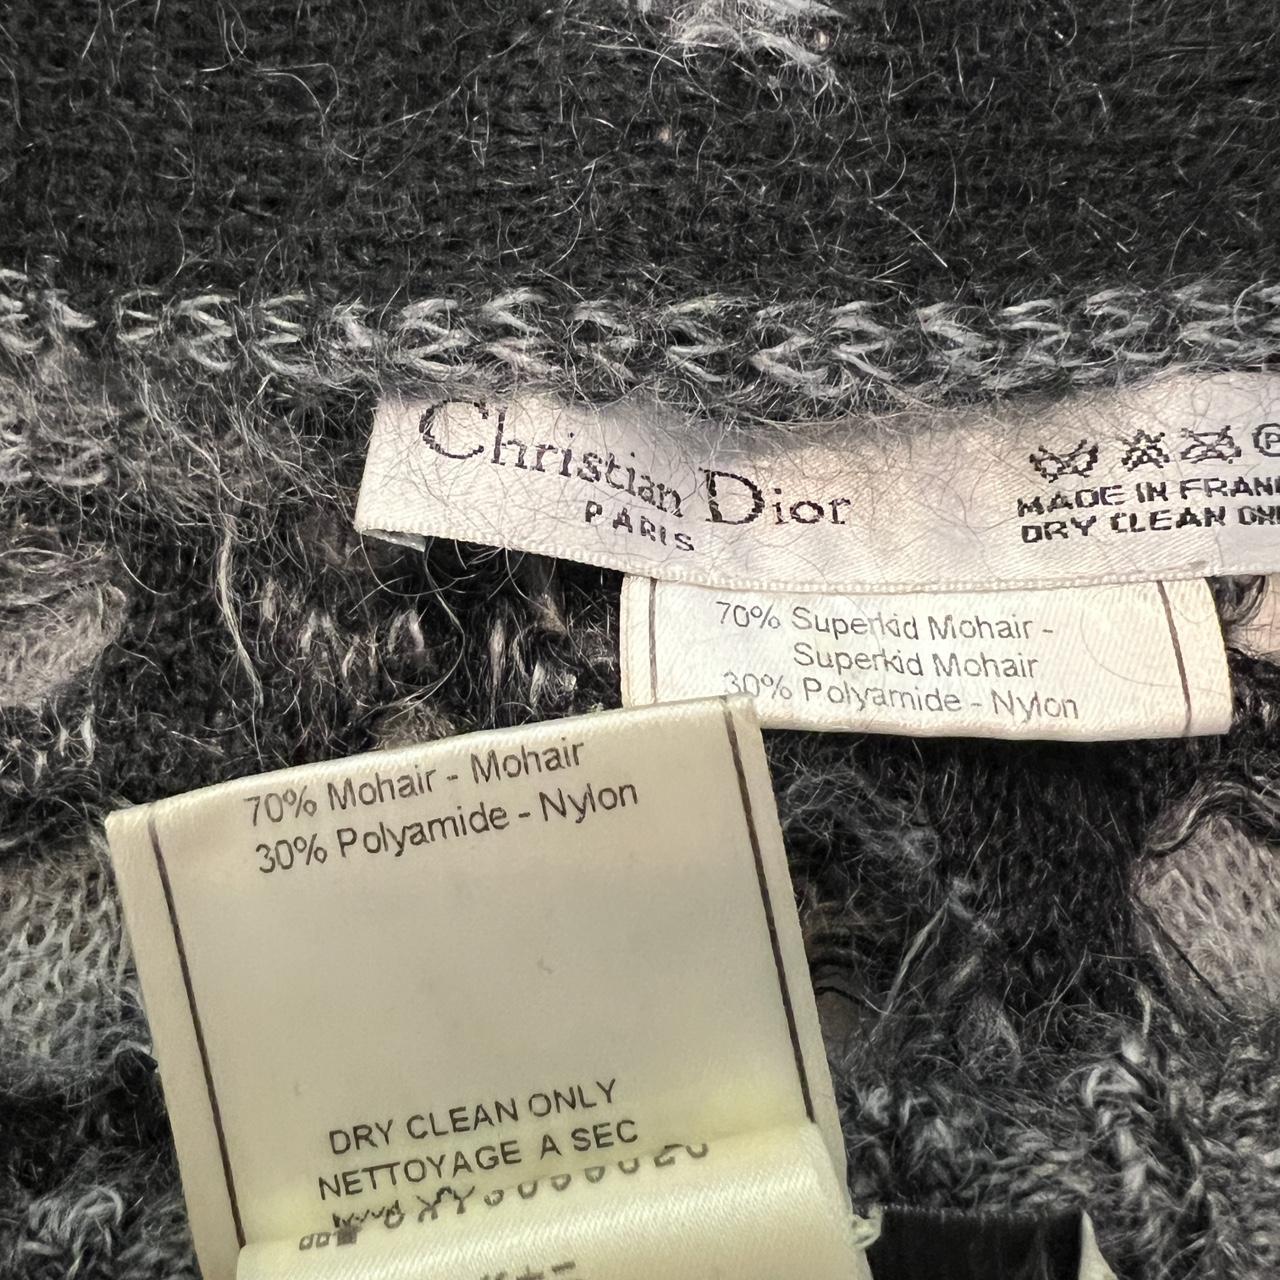 Christian Dior
PARIS
MADE IN FRAN
DRY CLEAN ON
70% Superkid Mohair -
Superkid Mohair
30% Polyamide - Nylon
70% Mohair - Mohair
30% Polyamide - Nylon
DRY CLEAN ONLY
NETTOYAGE A SEC